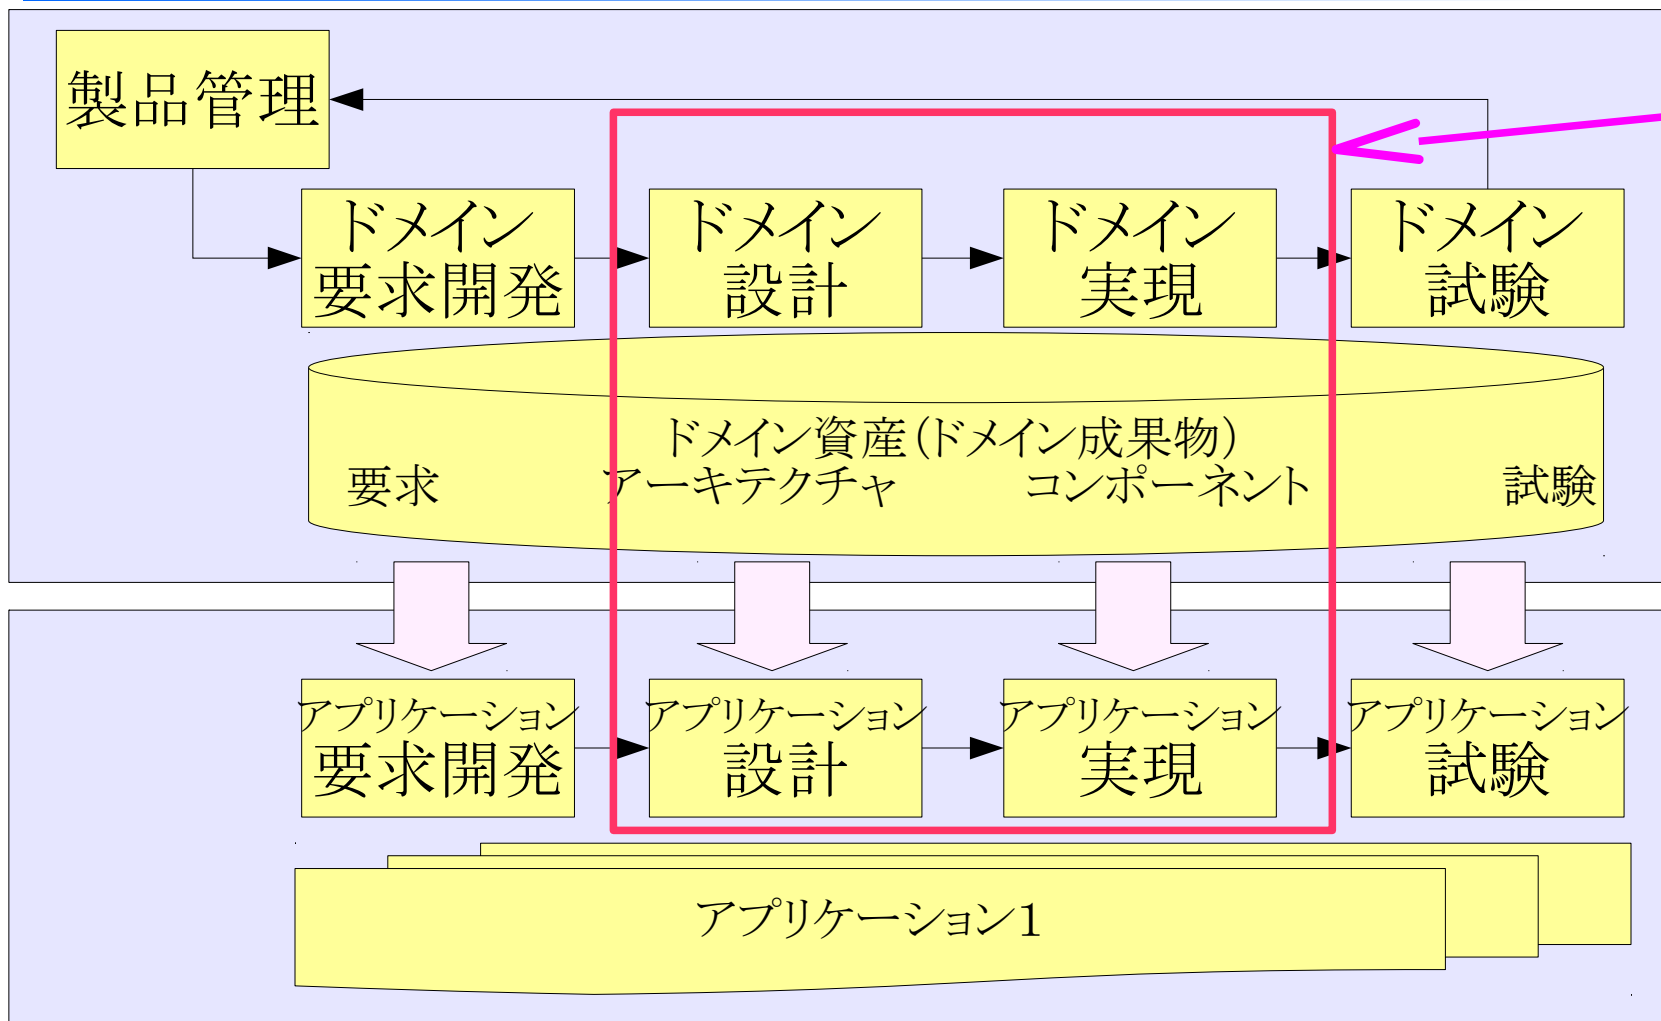 製品管理
ドメイン
要求開発
ドメイン
設計
ドメイン
実現
ドメイン
試験
ドメイン資産(ドメイン成果物)
要求 アーキテクチャ コンポーネント 試験
アプリケーション
要求開発
アプリケーション
設計
アプリケーション
実現
アプリケーション
試験
アプリケーション1